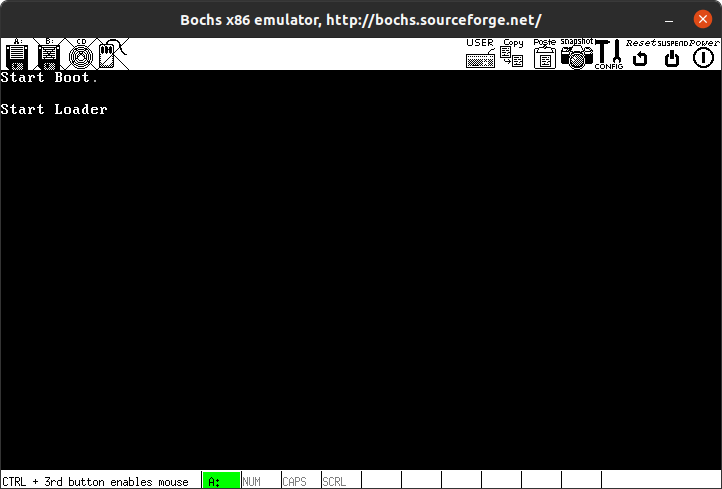 Bochs x86 emulator, http://bochs.sourceforge.net/
A: B: CD USER Copy Paste snapshot CONFIG Reset SUSPEND Power
Start Boot.
Start Loader
CTRL + 3rd button enables mouse A: NUM CAPS SCRL